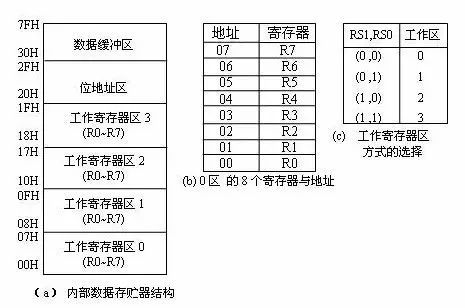 7FH
数据缓冲区
30H
2FH
位地址区
20H
1FH
工作寄存器区 3
(R0~R7)
18H
17H
工作寄存器区 2
(R0~R7)
10H
0FH
工作寄存器区 1
(R0~R7)
08H
07H
工作寄存器区 0
(R0~R7)
00H
(a) 内部数据存贮器结构
地址 寄存器
07 R7
06 R6
05 R5
04 R4
03 R3
02 R2
01 R1
00 R0
(b) 0区 的8个寄存器与地址
RS1,RS0 工作区
(0,0) 0
(0,1) 1
(1,0) 2
(1,1) 3
(c) 工作寄存器区
方式的选择